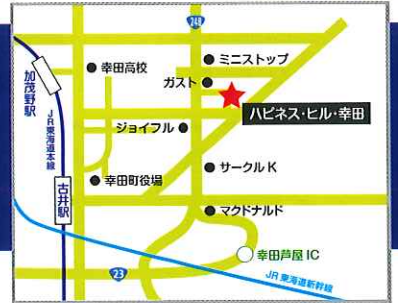 248
ミニストップ
幸田高校
ガスト
加茂野駅
ハピネス・ヒル・幸田
JR東海道本線
ジョイフル
サークルK
幸田町役場
古井駅
マクドナルド
幸田芦屋IC
23
JR東海道新幹線